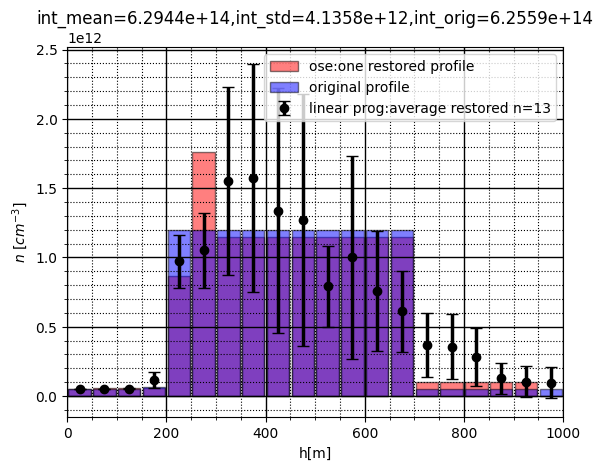 int_mean=6.2944e+14,int_std=4.1358e+12,int_orig=6.2559e+14
1e12
ose:one restored profile
original profile
linear prog:average restored n=13
2.5
2.0
1.5
1.0
0.5
0.0
n [cm⁻³]
0 200 400 600 800 1000
h[m]